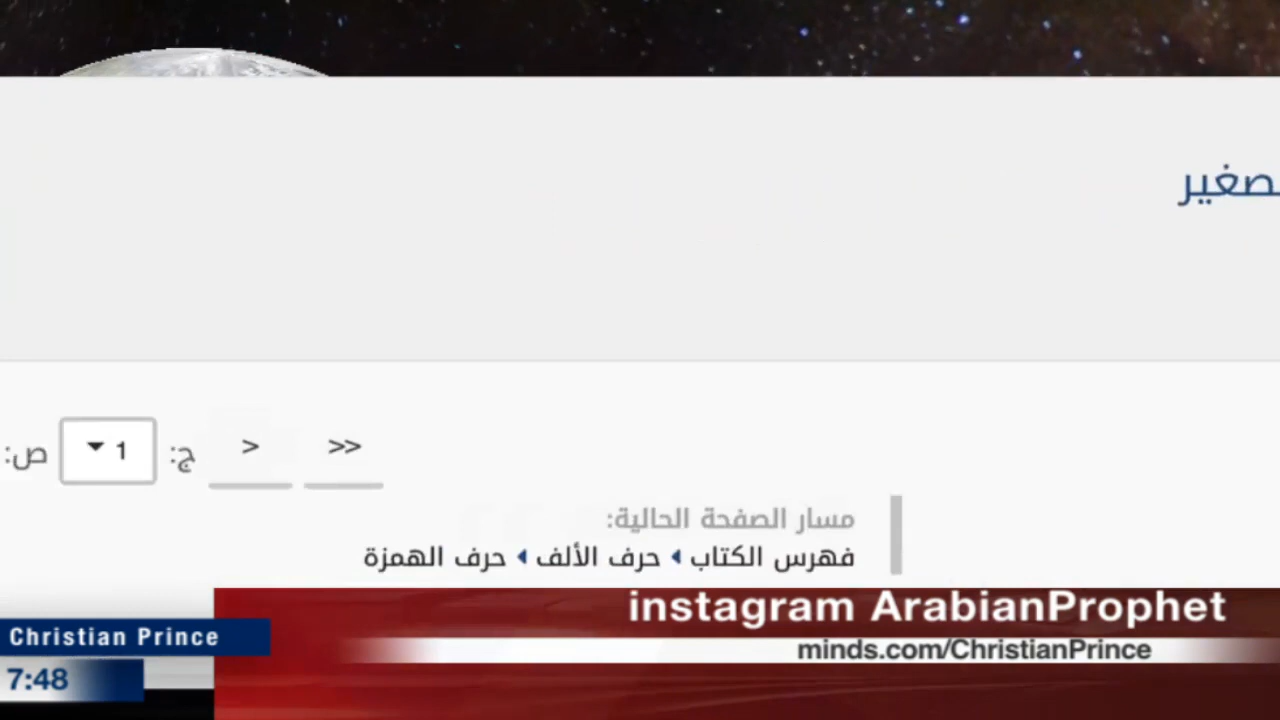 >> > ج: 1 ص:
مسار الصفحة الحالية:
فهرس الكتاب حرف الألف حرف الهمزة
instagram ArabianProphet
minds.com/ChristianPrince
Christian Prince
7:48